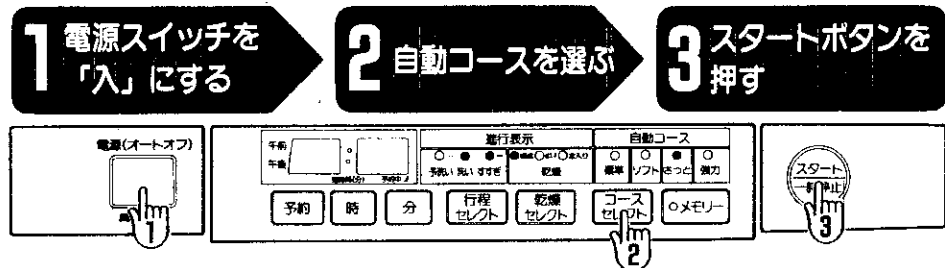 1 電源スイッチを
「入」にする
2 自動コースを選ぶ
3 スタートボタンを
押す
電源(オートオフ)
1
午前
午後
進行表示
予洗い 洗い すすぎ
乾燥
自動コース
標準 ソフト さっと 強力
予約
時
分
行程
セレクト
乾燥
セレクト
コース
セレクト
メモリー
2
スタート
3